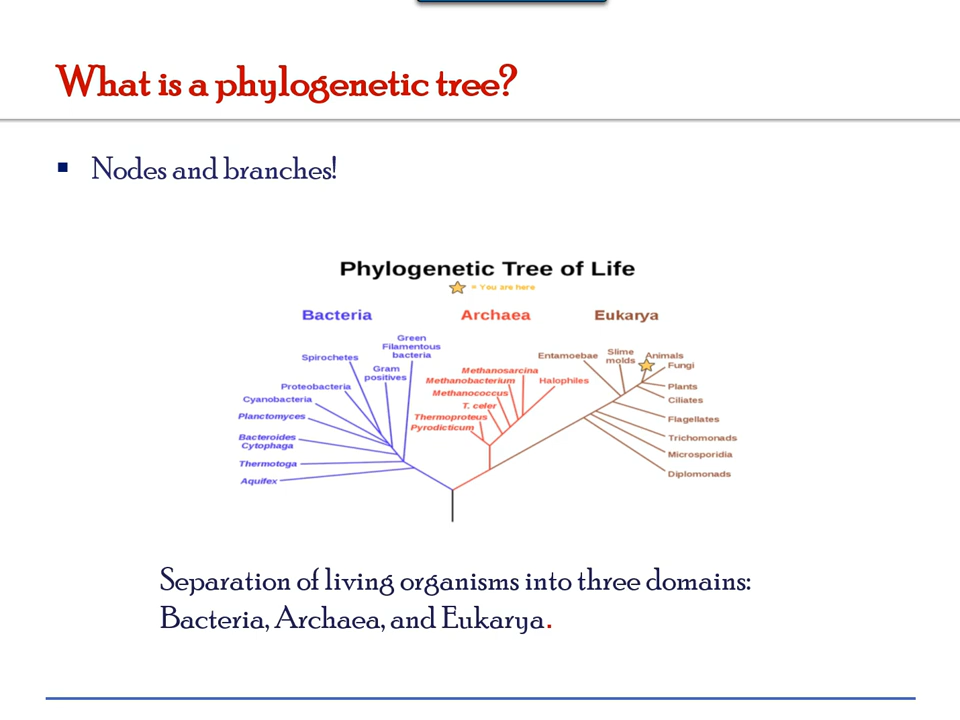 What is a phylogenetic tree?
▪ Nodes and branches!
Phylogenetic Tree of Life
= You are here
Bacteria
Archaea
Eukarya
Green
Filamentous
bacteria
Spirochetes
Gram
positives
Proteobacteria
Cyanobacteria
Planctomyces
Bacteroides
Cytophaga
Thermotoga
Aquifex
Methanosarcina
Methanobacterium
Halophiles
Methanococcus
T. celer
Thermoproteus
Pyrodicticum
Entamoebae
Slime
molds
Animals
Fungi
Plants
Ciliates
Flagellates
Trichomonads
Microsporidia
Diplomonads
Separation of living organisms into three domains:
Bacteria, Archaea, and Eukarya.